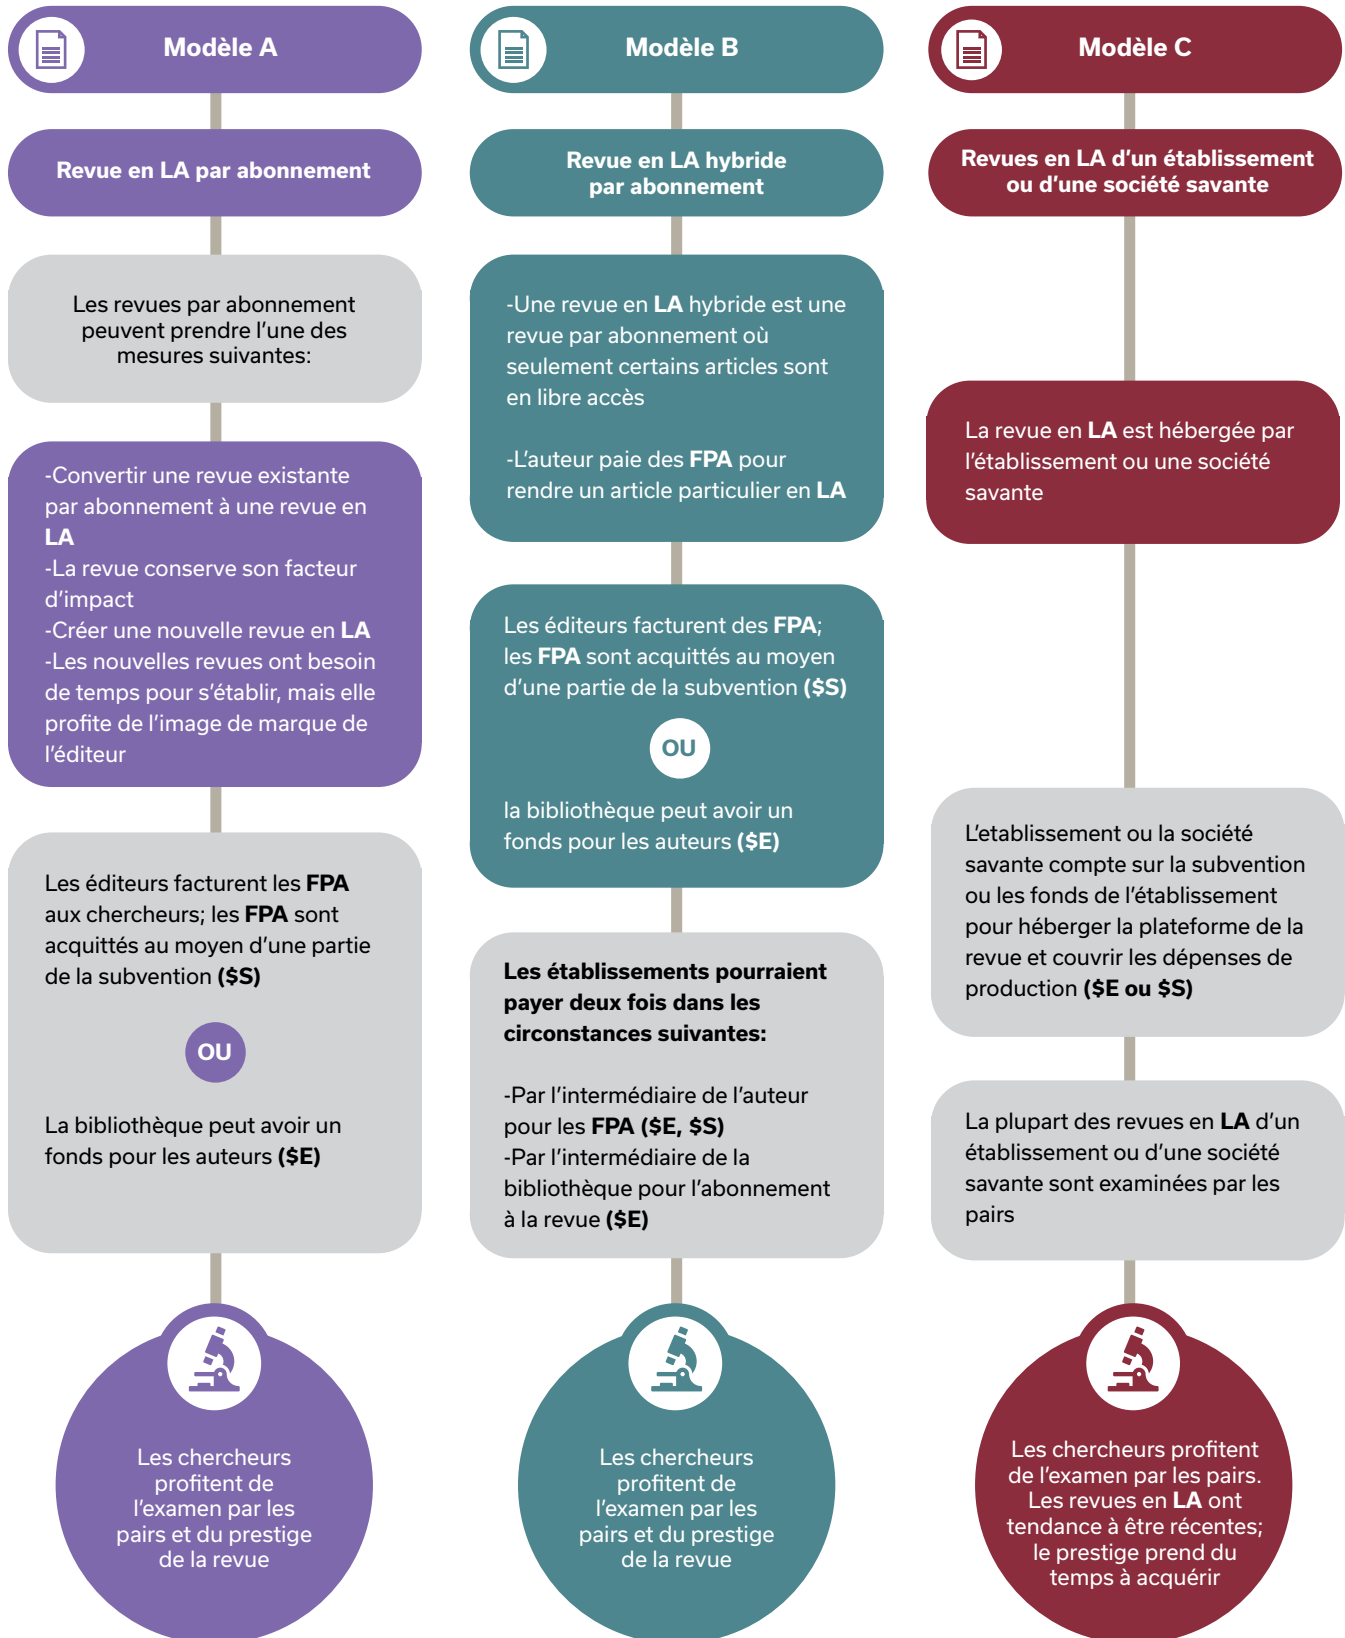 Modèle A
Revue en LA par abonnement
Les revues par abonnement
peuvent prendre l'une des
mesures suivantes:
-Convertir une revue existante
par abonnement à une revue en
LA
-La revue conserve son facteur
d'impact
-Créer une nouvelle revue en LA
-Les nouvelles revues ont besoin
de temps pour s'établir, mais elle
profite de l'image de marque de
l'éditeur
Les éditeurs facturent les FPA
aux chercheurs; les FPA sont
acquittés au moyen d'une partie
de la subvention ($S)
OU
La bibliothèque peut avoir un
fonds pour les auteurs ($E)
Les chercheurs
profitent de
l'examen par les
pairs et du prestige
de la revue
Modèle B
Revue en LA hybride
par abonnement
-Une revue en LA hybride est une
revue par abonnement où
seulement certains articles sont
en libre accès
-L'auteur paie des FPA pour
rendre un article particulier en LA
Les éditeurs facturent des FPA;
les FPA sont acquittés au moyen
d'une partie de la subvention ($S)
OU
la bibliothèque peut avoir un
fonds pour les auteurs ($E)
Les établissements pourraient
payer deux fois dans les
circonstances suivantes:
-Par l'intermédiaire de l'auteur
pour les FPA ($E, $S)
-Par l'intermédiaire de la
bibliothèque pour l'abonnement
à la revue ($E)
Les chercheurs
profitent de
l'examen par les
pairs et du prestige
de la revue
Modèle C
Revues en LA d'un établissement
ou d'une société savante
La revue en LA est hébergée par
l'établissement ou une société
savante
L'etablissement ou la société
savante compte sur la subvention
ou les fonds de l'établissement
pour héberger la plateforme de la
revue et couvrir les dépenses de
production ($E ou $S)
La plupart des revues en LA d'un
établissement ou d'une société
savante sont examinées par les
pairs
Les chercheurs profitent
de l'examen par les pairs.
Les revues en LA ont
tendance à être récentes;
le prestige prend du
temps à acquérir